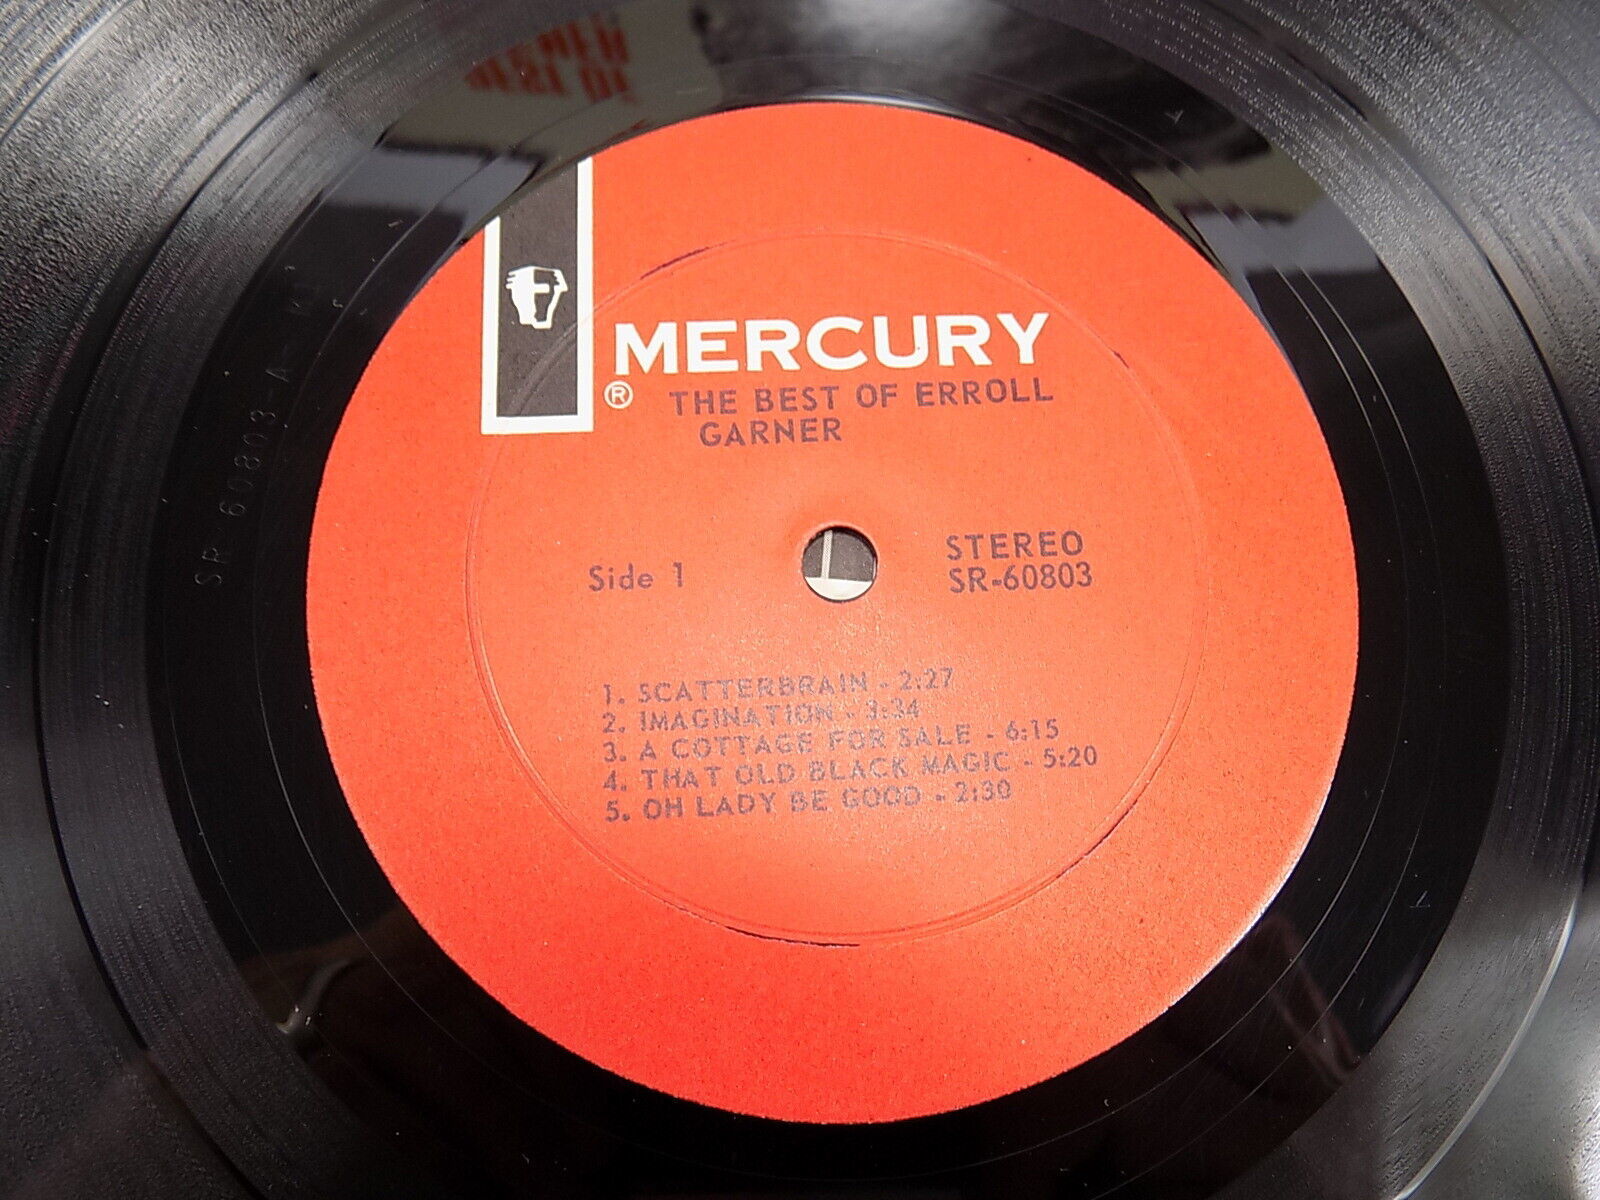 MERCURY
®
THE BEST OF ERROLL
GARNER
STEREO
Side 1
SR-60803
1. SCATTERBRAIN - 2:27
2. IMAGINATION - 3:34
3. A COTTAGE FOR SALE - 6:15
4. THAT OLD BLACK MAGIC - 5:20
5. OH LADY BE GOOD - 2:30
SR 60803-A